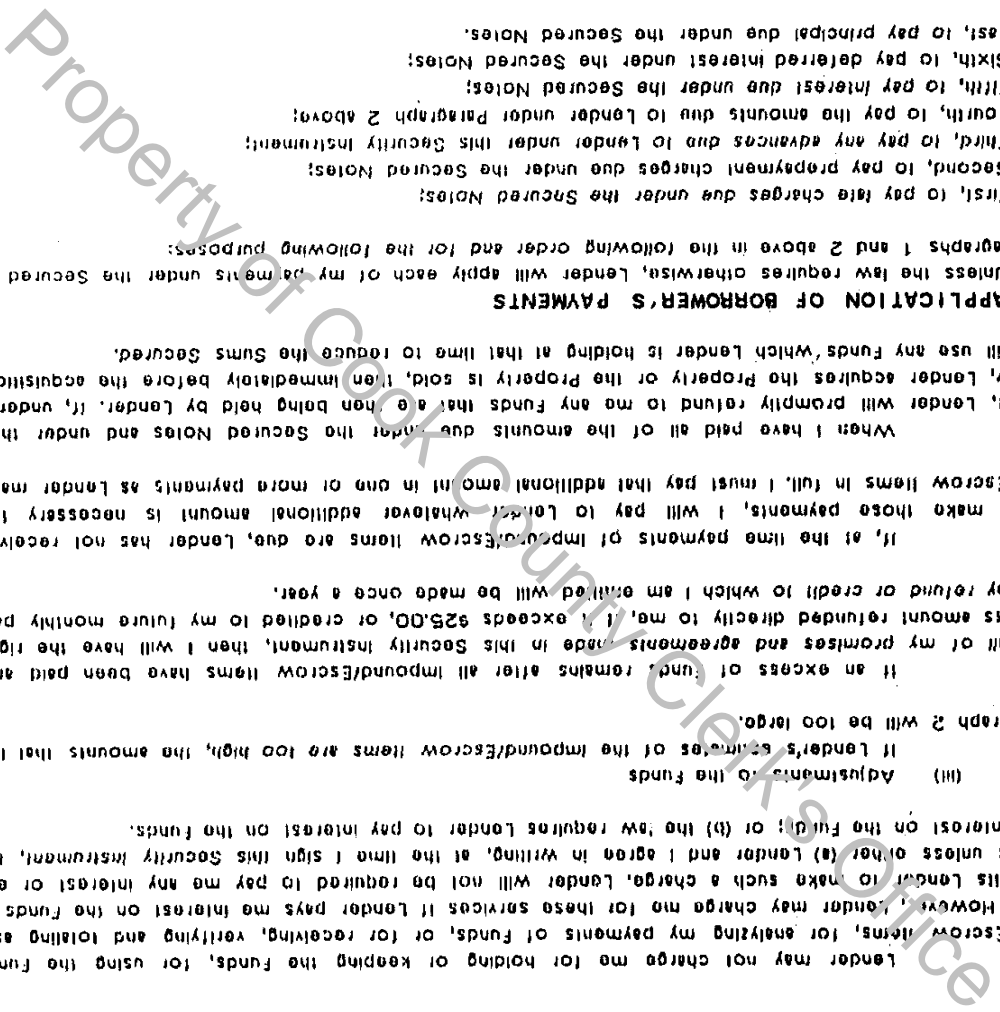 Lender may not charge me for holding or keeping the Funds, for using the Fun
Escrow Items, for analyzing my payments of Funds, or for receiving, verifying and totaling as
However, Lender may charge me for these services if Lender pays me interest on the Funds
its Lender to make such a charge. Lender will not be required to pay me any interest or e
unless either (a) Lender and I agree in writing, at the time I sign this Security Instrument,
interest on the Funds; or (b) the law requires Lender to pay interest on the Funds.
(iii) Adjustments to the Funds
If Lender's estimates of the Impound/Escrow Items are too high, the amounts that I
raph 2 will be too large.
If an excess of Funds remains after all Impound/Escrow Items have been paid an
ll of my promises and agreements made in this Security Instrument, then I will have the rig
ss amount refunded directly to me, if it exceeds $25.00, or credited to my future monthly pa
y refund or credit to which I am entitled will be made once a year.
If, at the time payments of Impound/Escrow Items are due, Lender has not receiv
make those payments, I will pay to Lender whatever additional amount is necessary t
Escrow Items in full. I must pay that additional amount in one or more payments as Lender may
When I have paid all of the amounts due under the Secured Notes and under th
, Lender will promptly refund to me any Funds that are then being held by Lender. If, under
, Lender acquires the Property or the Property is sold, then immediately before the acquisitio
ill use any Funds which Lender is holding at that time to reduce the Sums Secured.
APPLICATION OF BORROWER'S PAYMENTS
Unless the law requires otherwise, Lender will apply each of my payments under the Secured
agraphs 1 and 2 above in the following order and for the following purposes:
First, to pay late charges due under the Secured Notes;
Second, to pay prepayment charges due under the Secured Notes;
Third, to pay any advances due to Lender under this Security Instrument;
ourth, to pay the amounts due to Lender under Paragraph 2 above;
Fifth, to pay interest due under the Secured Notes;
Sixth, to pay deferred interest under the Secured Notes;
ast, to pay principal due under the Secured Notes.
Property of Cook County Clerk's Office